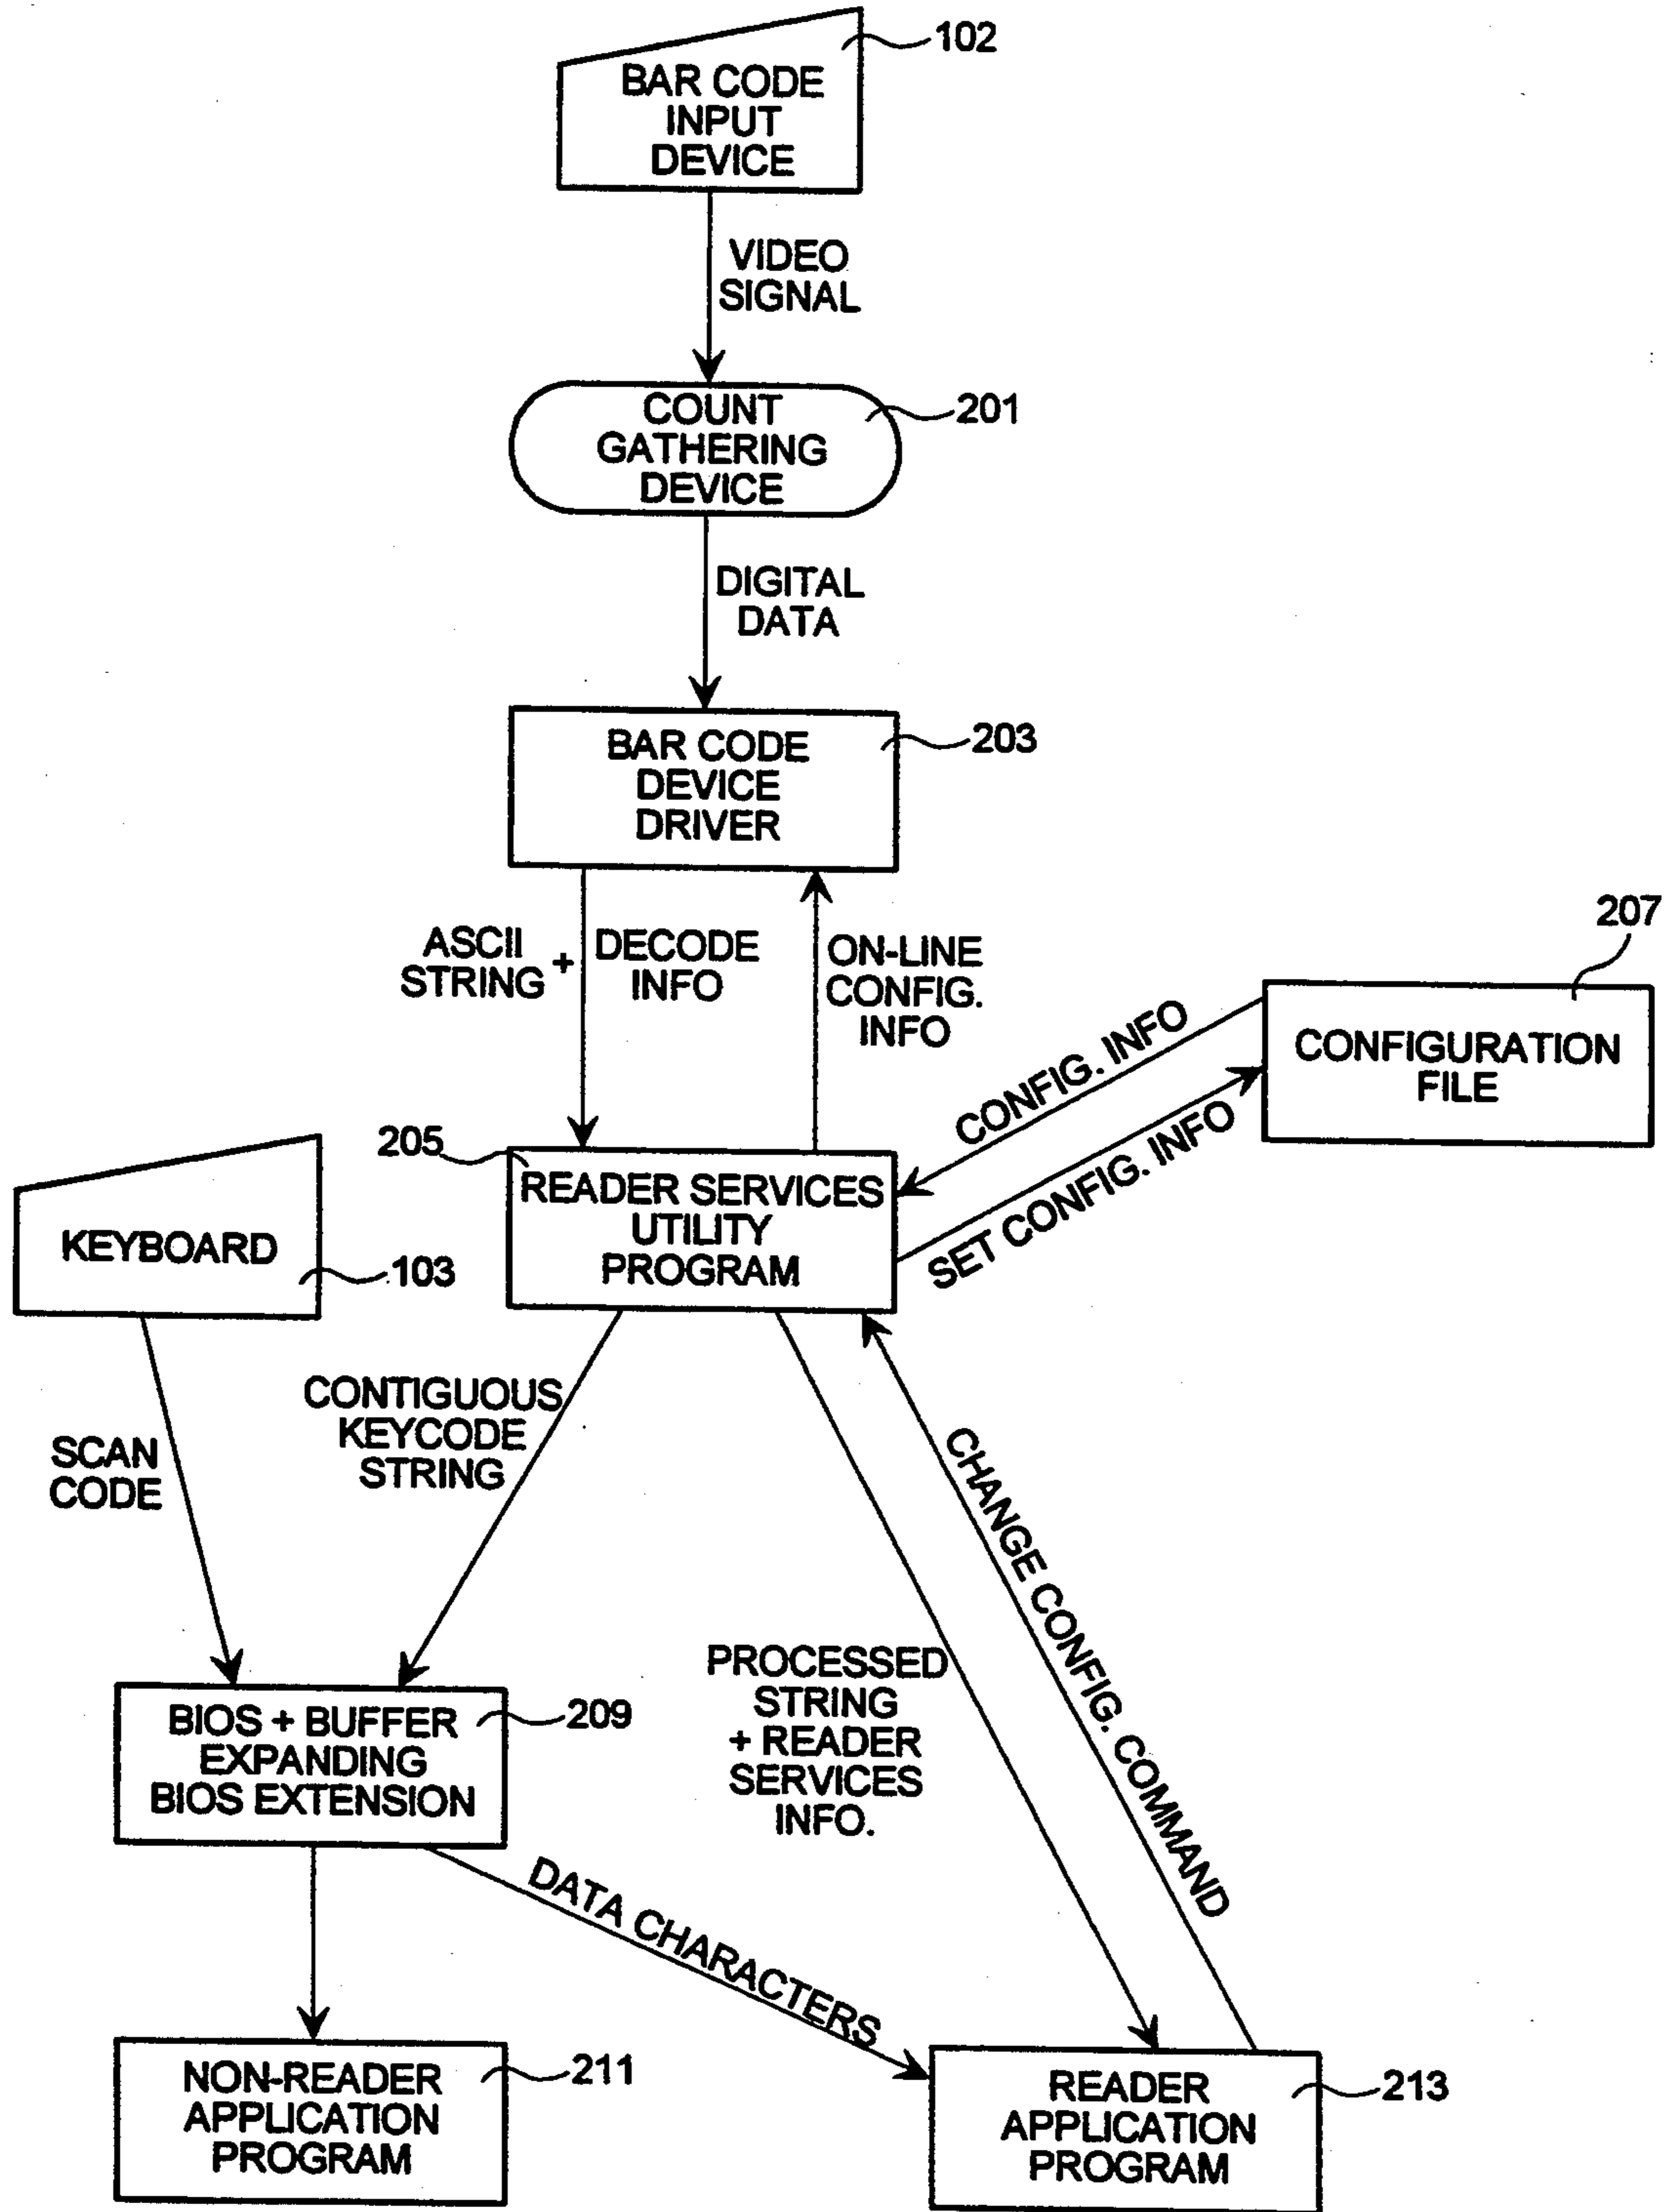 102
BAR CODE
INPUT
DEVICE
VIDEO
SIGNAL
COUNT
GATHERING
DEVICE
201
DIGITAL
DATA
BAR CODE
DEVICE
DRIVER
203
ASCII
STRING
+
DECODE
INFO
ON-LINE
CONFIG.
INFO
207
CONFIGURATION
FILE
CONFIG. INFO
SET CONFIG. INFO
205
READER SERVICES
UTILITY
PROGRAM
KEYBOARD
103
SCAN
CODE
CONTIGUOUS
KEYCODE
STRING
PROCESSED
STRING
+ READER
SERVICES
INFO.
CHANGE CONFIG. COMMAND
BIOS + BUFFER
EXPANDING
BIOS EXTENSION
209
DATA CHARACTERS
NON-READER
APPLICATION
PROGRAM
211
READER
APPLICATION
PROGRAM
213